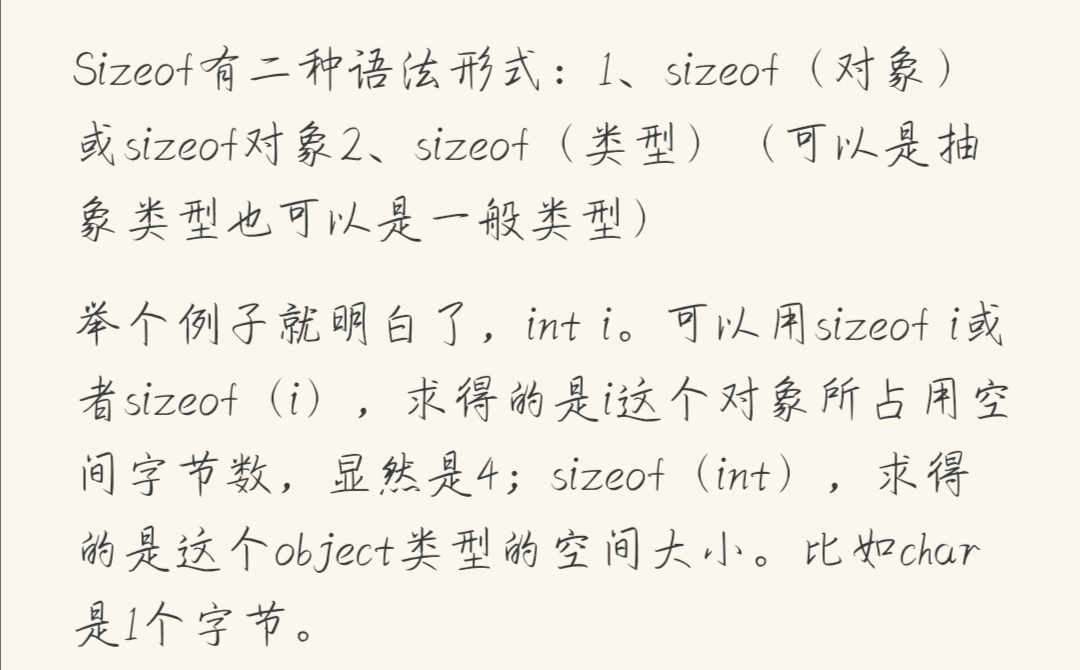 Sizeof有二种语法形式：1、sizeof（对象）
或sizeof对象2、sizeof（类型）（可以是抽
象类型也可以是一般类型）
举个例子就明白了，int i。可以用sizeof i或
者sizeof（i），求得的是i这个对象所占用空
间字节数，显然是4；sizeof（int），求得
的是这个object类型的空间大小。比如char
是1个字节。